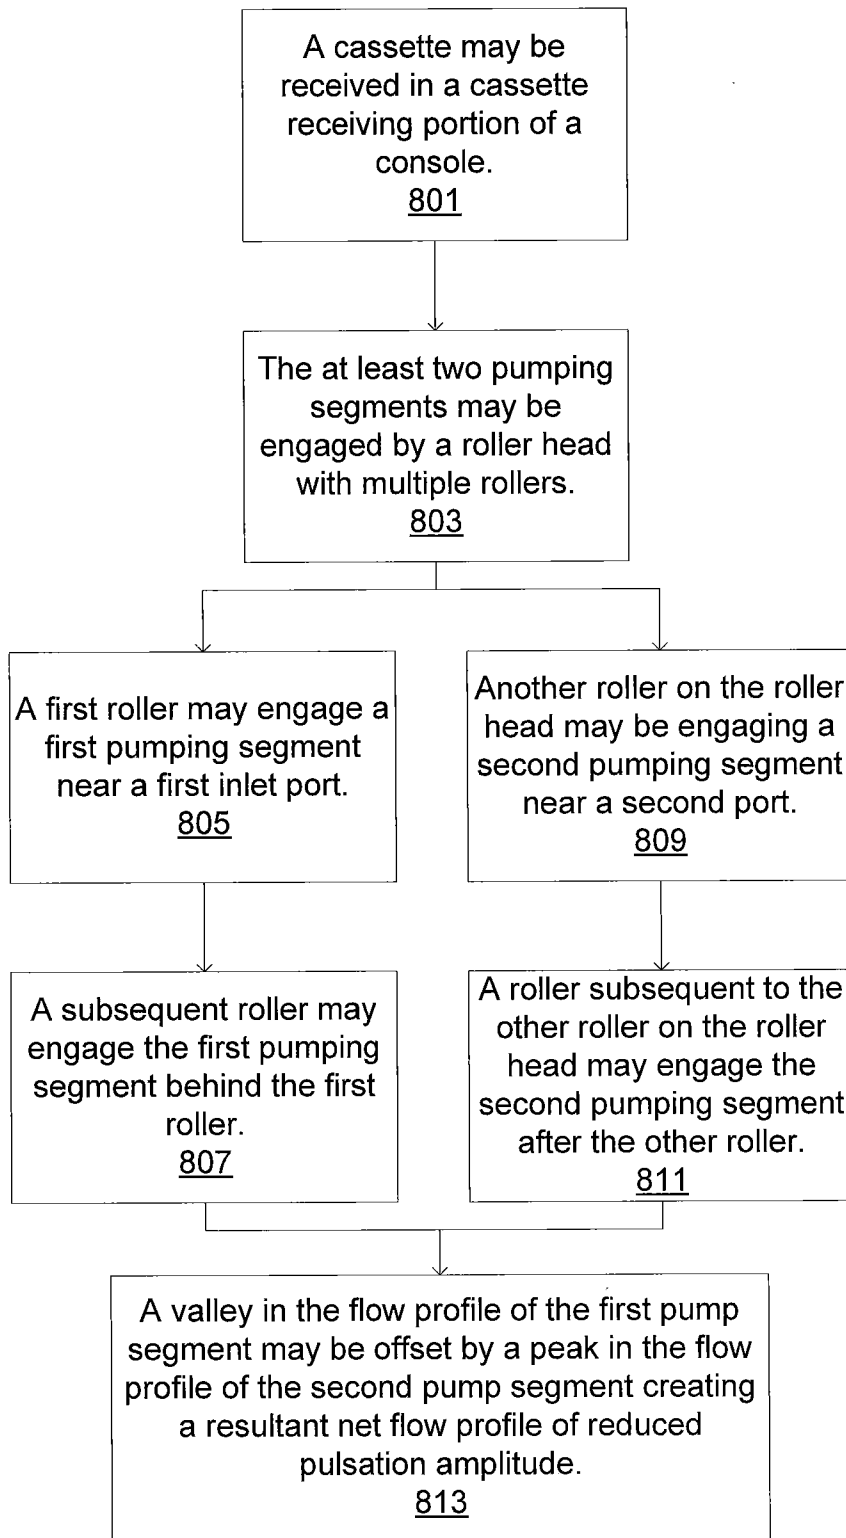 A cassette may be
received in a cassette
receiving portion of a
console.
801
The at least two pumping
segments may be
engaged by a roller head
with multiple rollers.
803
A first roller may engage a
first pumping segment
near a first inlet port.
805
Another roller on the roller
head may be engaging a
second pumping segment
near a second port.
809
A subsequent roller may
engage the first pumping
segment behind the first
roller.
807
A roller subsequent to the
other roller on the roller
head may engage the
second pumping segment
after the other roller.
811
A valley in the flow profile of the first pump
segment may be offset by a peak in the flow
profile of the second pump segment creating
a resultant net flow profile of reduced
pulsation amplitude.
813